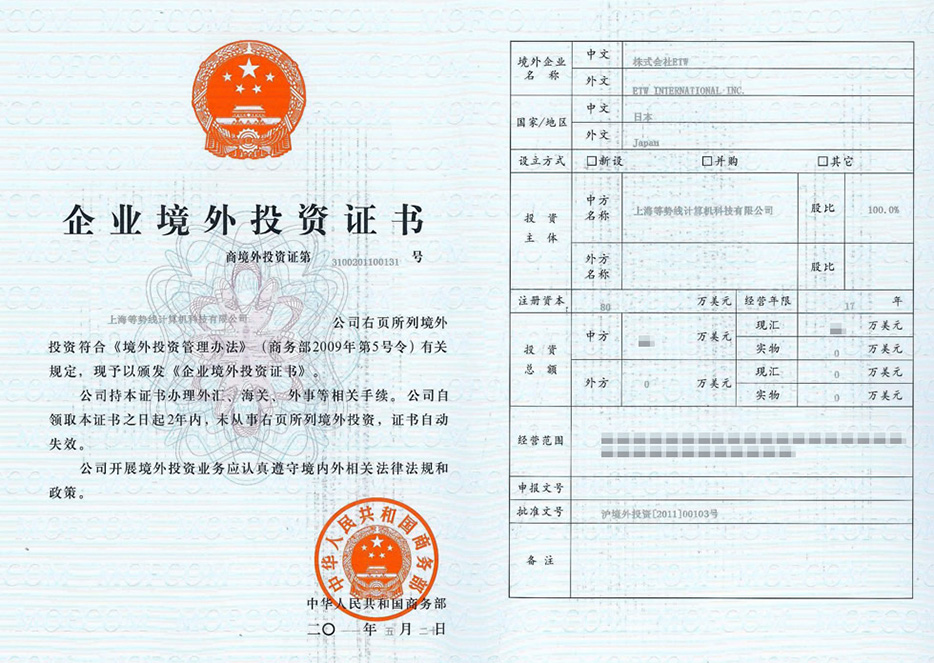 企业境外投资证书
商境外投资证第 3100201100131 号
上海等势线计算机科技有限公司
公司右页所列境外
投资符合《境外投资管理办法》(商务部2009年第5号令)有关
规定，现予以颁发《企业境外投资证书》。
公司持本证书办理外汇、海关、外事等相关手续。公司自
领取本证书之日起2年内，未从事右页所列境外投资，证书自动
失效。
公司开展境外投资业务应认真遵守境内外相关法律法规和
政策。
中华人民共和国商务部
中华人民共和国商务部
二〇一一年五月二十日
境外企业名称 中文 株式会社ETW
外文 ETW INTERNATIONAL INC.
国家/地区 中文 日本
外文 Japan
设立方式 □新设 □并购 □其它
投资主体 中方名称 上海等势线计算机科技有限公司 股比 100.0%
外方名称 股比
注册资本 80 万美元 经营年限 17 年
投资总额 中方 万美元 现汇 万美元
实物 0 万美元
外方 0 万美元 现汇 0 万美元
实物 0 万美元
经营范围
申报文号
批准文号 沪境外投资[2011]00103号
备注